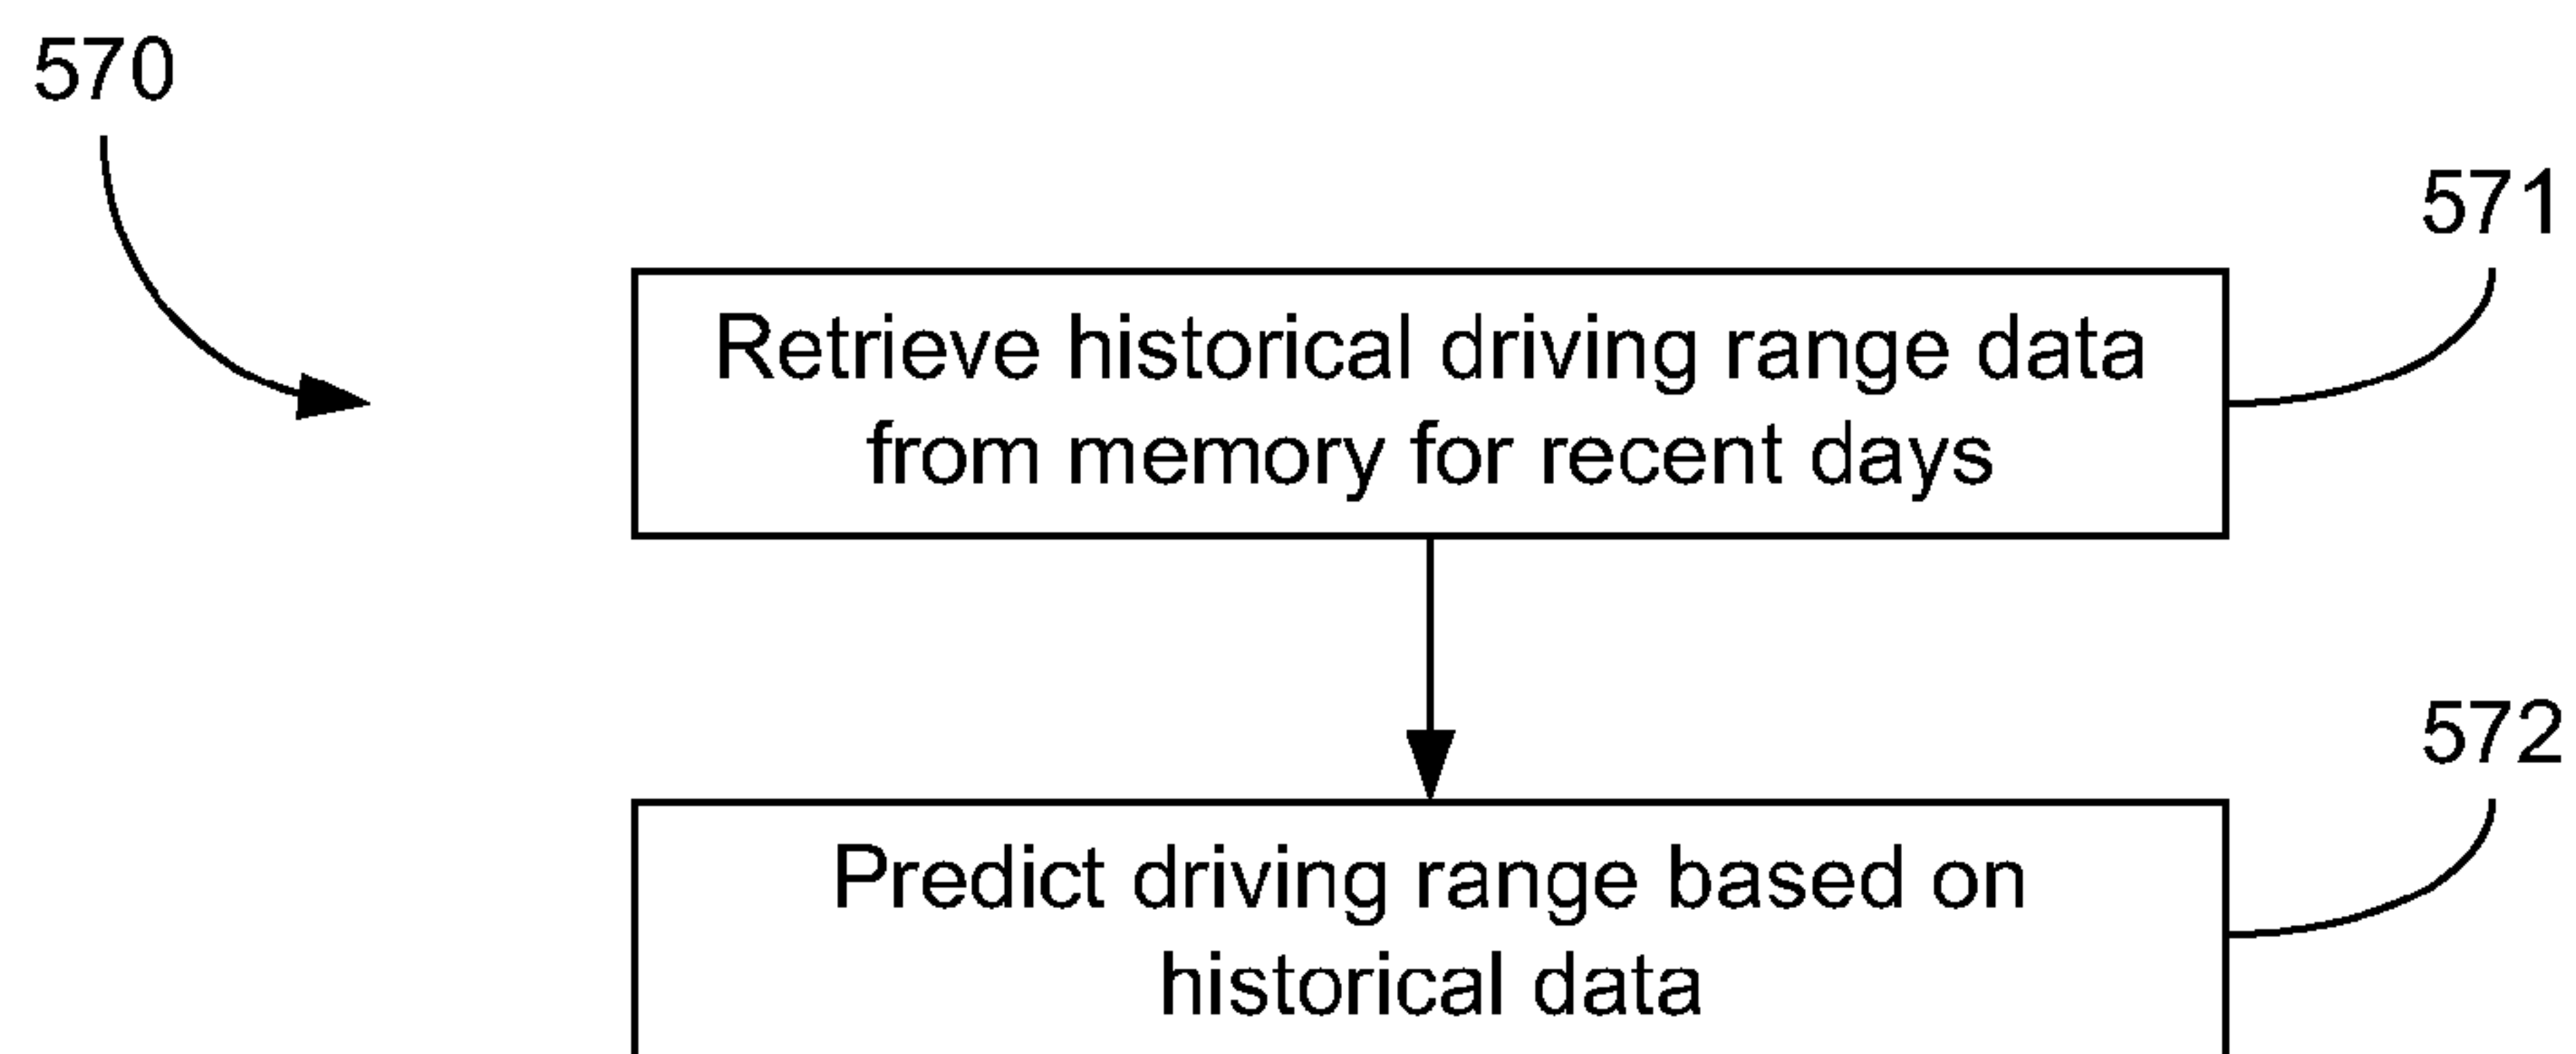 570
571
Retrieve historical driving range data
from memory for recent days
572
Predict driving range based on
historical data